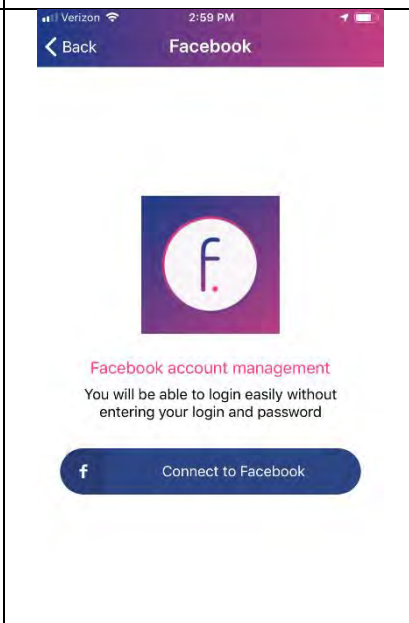 Verizon 2:59 PM
Back Facebook
f.
Facebook account management
You will be able to login easily without
entering your login and password
f Connect to Facebook